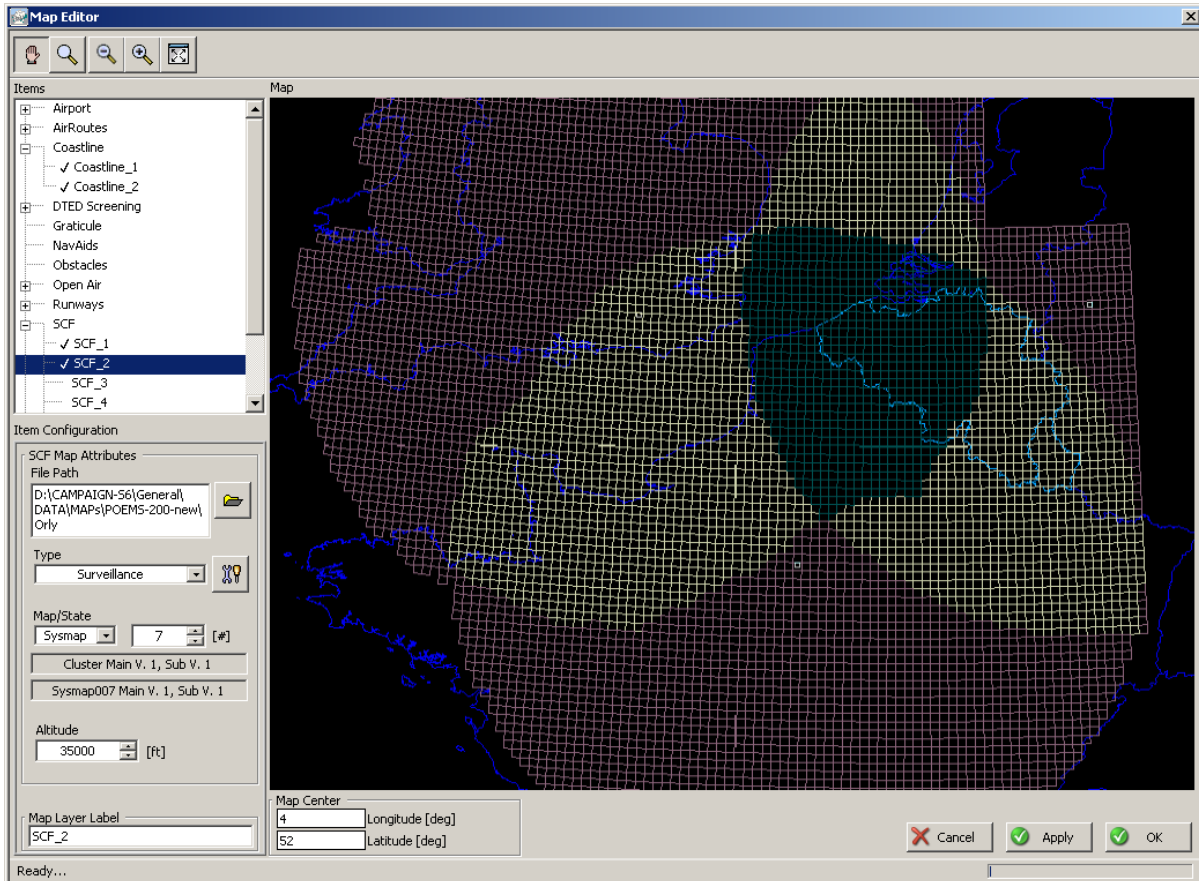 Map Editor
Items
Map
Airport
AirRoutes
Coastline
Coastline_1
Coastline_2
DTED Screening
Graticule
NavAids
Obstacles
Open Air
Runways
SCF
SCF_1
SCF_2
SCF_3
SCF_4
Item Configuration
SCF Map Attributes
File Path
D:\CAMPAIGN-S6\General\
DATA\MAPs\POEMS-200-new\
Orly
Type
Surveillance
Map/State
Sysmap 7 [#]
Cluster Main V. 1, Sub V. 1
Sysmap007 Main V. 1, Sub V. 1
Altitude
35000 [ft]
Map Layer Label
SCF_2
Map Center
4 Longitude [deg]
52 Latitude [deg]
Cancel Apply OK
Ready...